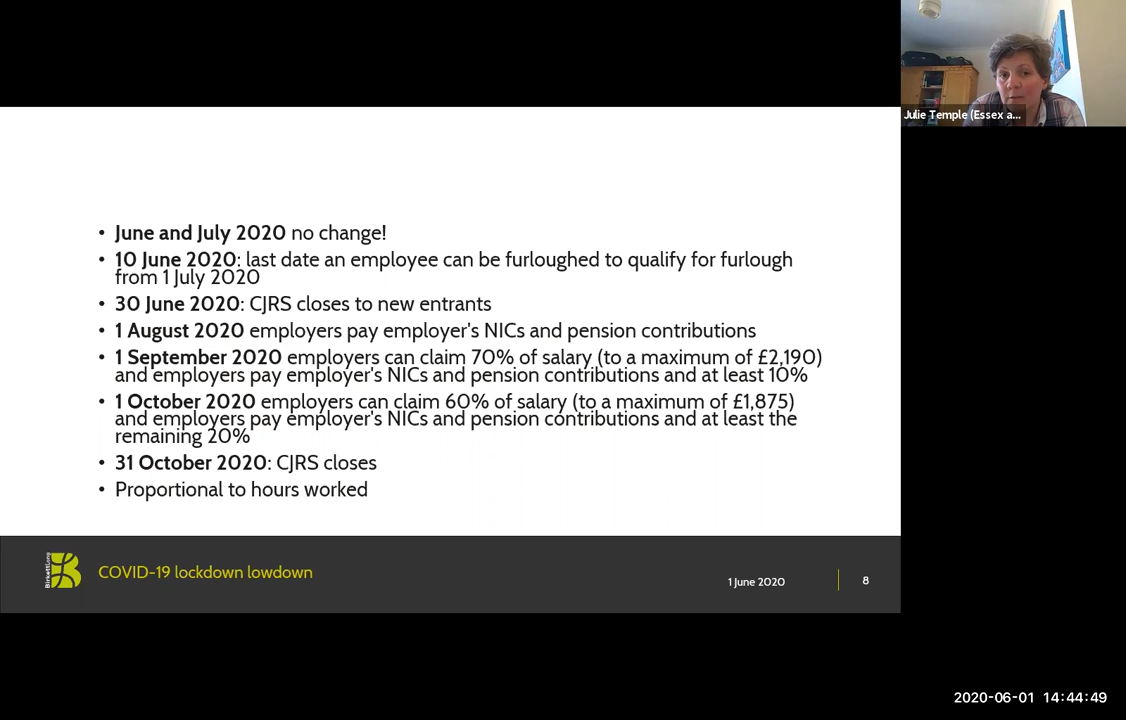 Julie Temple (Essex a...
• June and July 2020 no change!
• 10 June 2020: last date an employee can be furloughed to qualify for furlough
from 1 July 2020
• 30 June 2020: CJRS closes to new entrants
• 1 August 2020 employers pay employer's NICs and pension contributions
• 1 September 2020 employers can claim 70% of salary (to a maximum of £2,190)
and employers pay employer's NICs and pension contributions and at least 10%
• 1 October 2020 employers can claim 60% of salary (to a maximum of £1,875)
and employers pay employer's NICs and pension contributions and at least the
remaining 20%
• 31 October 2020: CJRS closes
• Proportional to hours worked
BirkettLong
COVID-19 lockdown lowdown
1 June 2020
8
2020-06-01 14:44:49